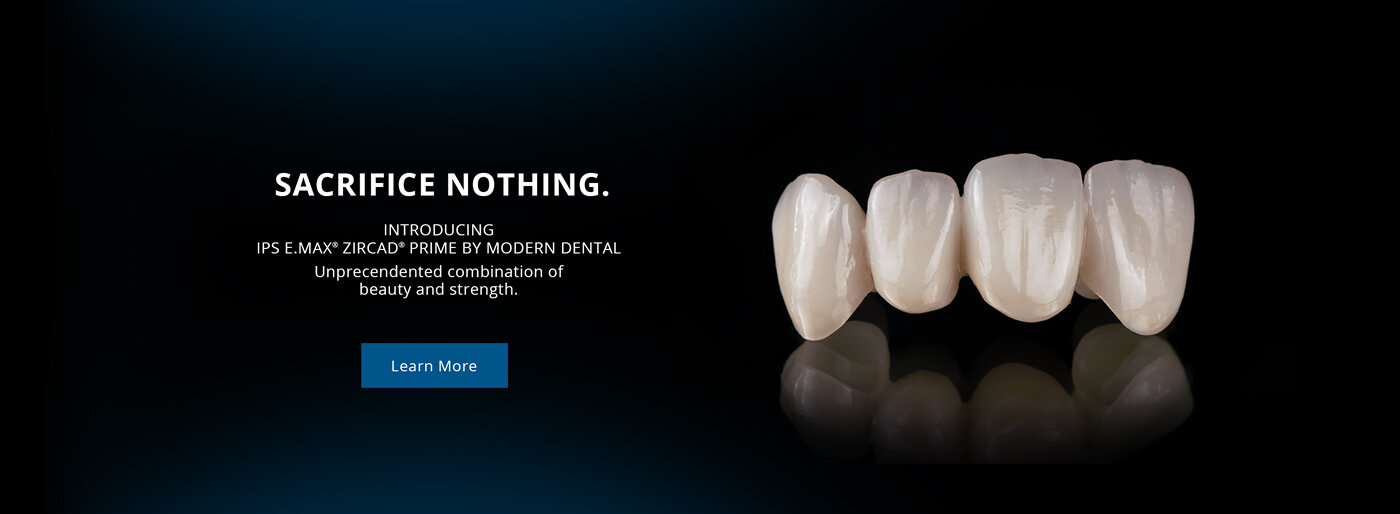 SACRIFICE NOTHING.
INTRODUCING
IPS E.MAX® ZIRCAD® PRIME BY MODERN DENTAL
Unprecendented combination of
beauty and strength.
Learn More